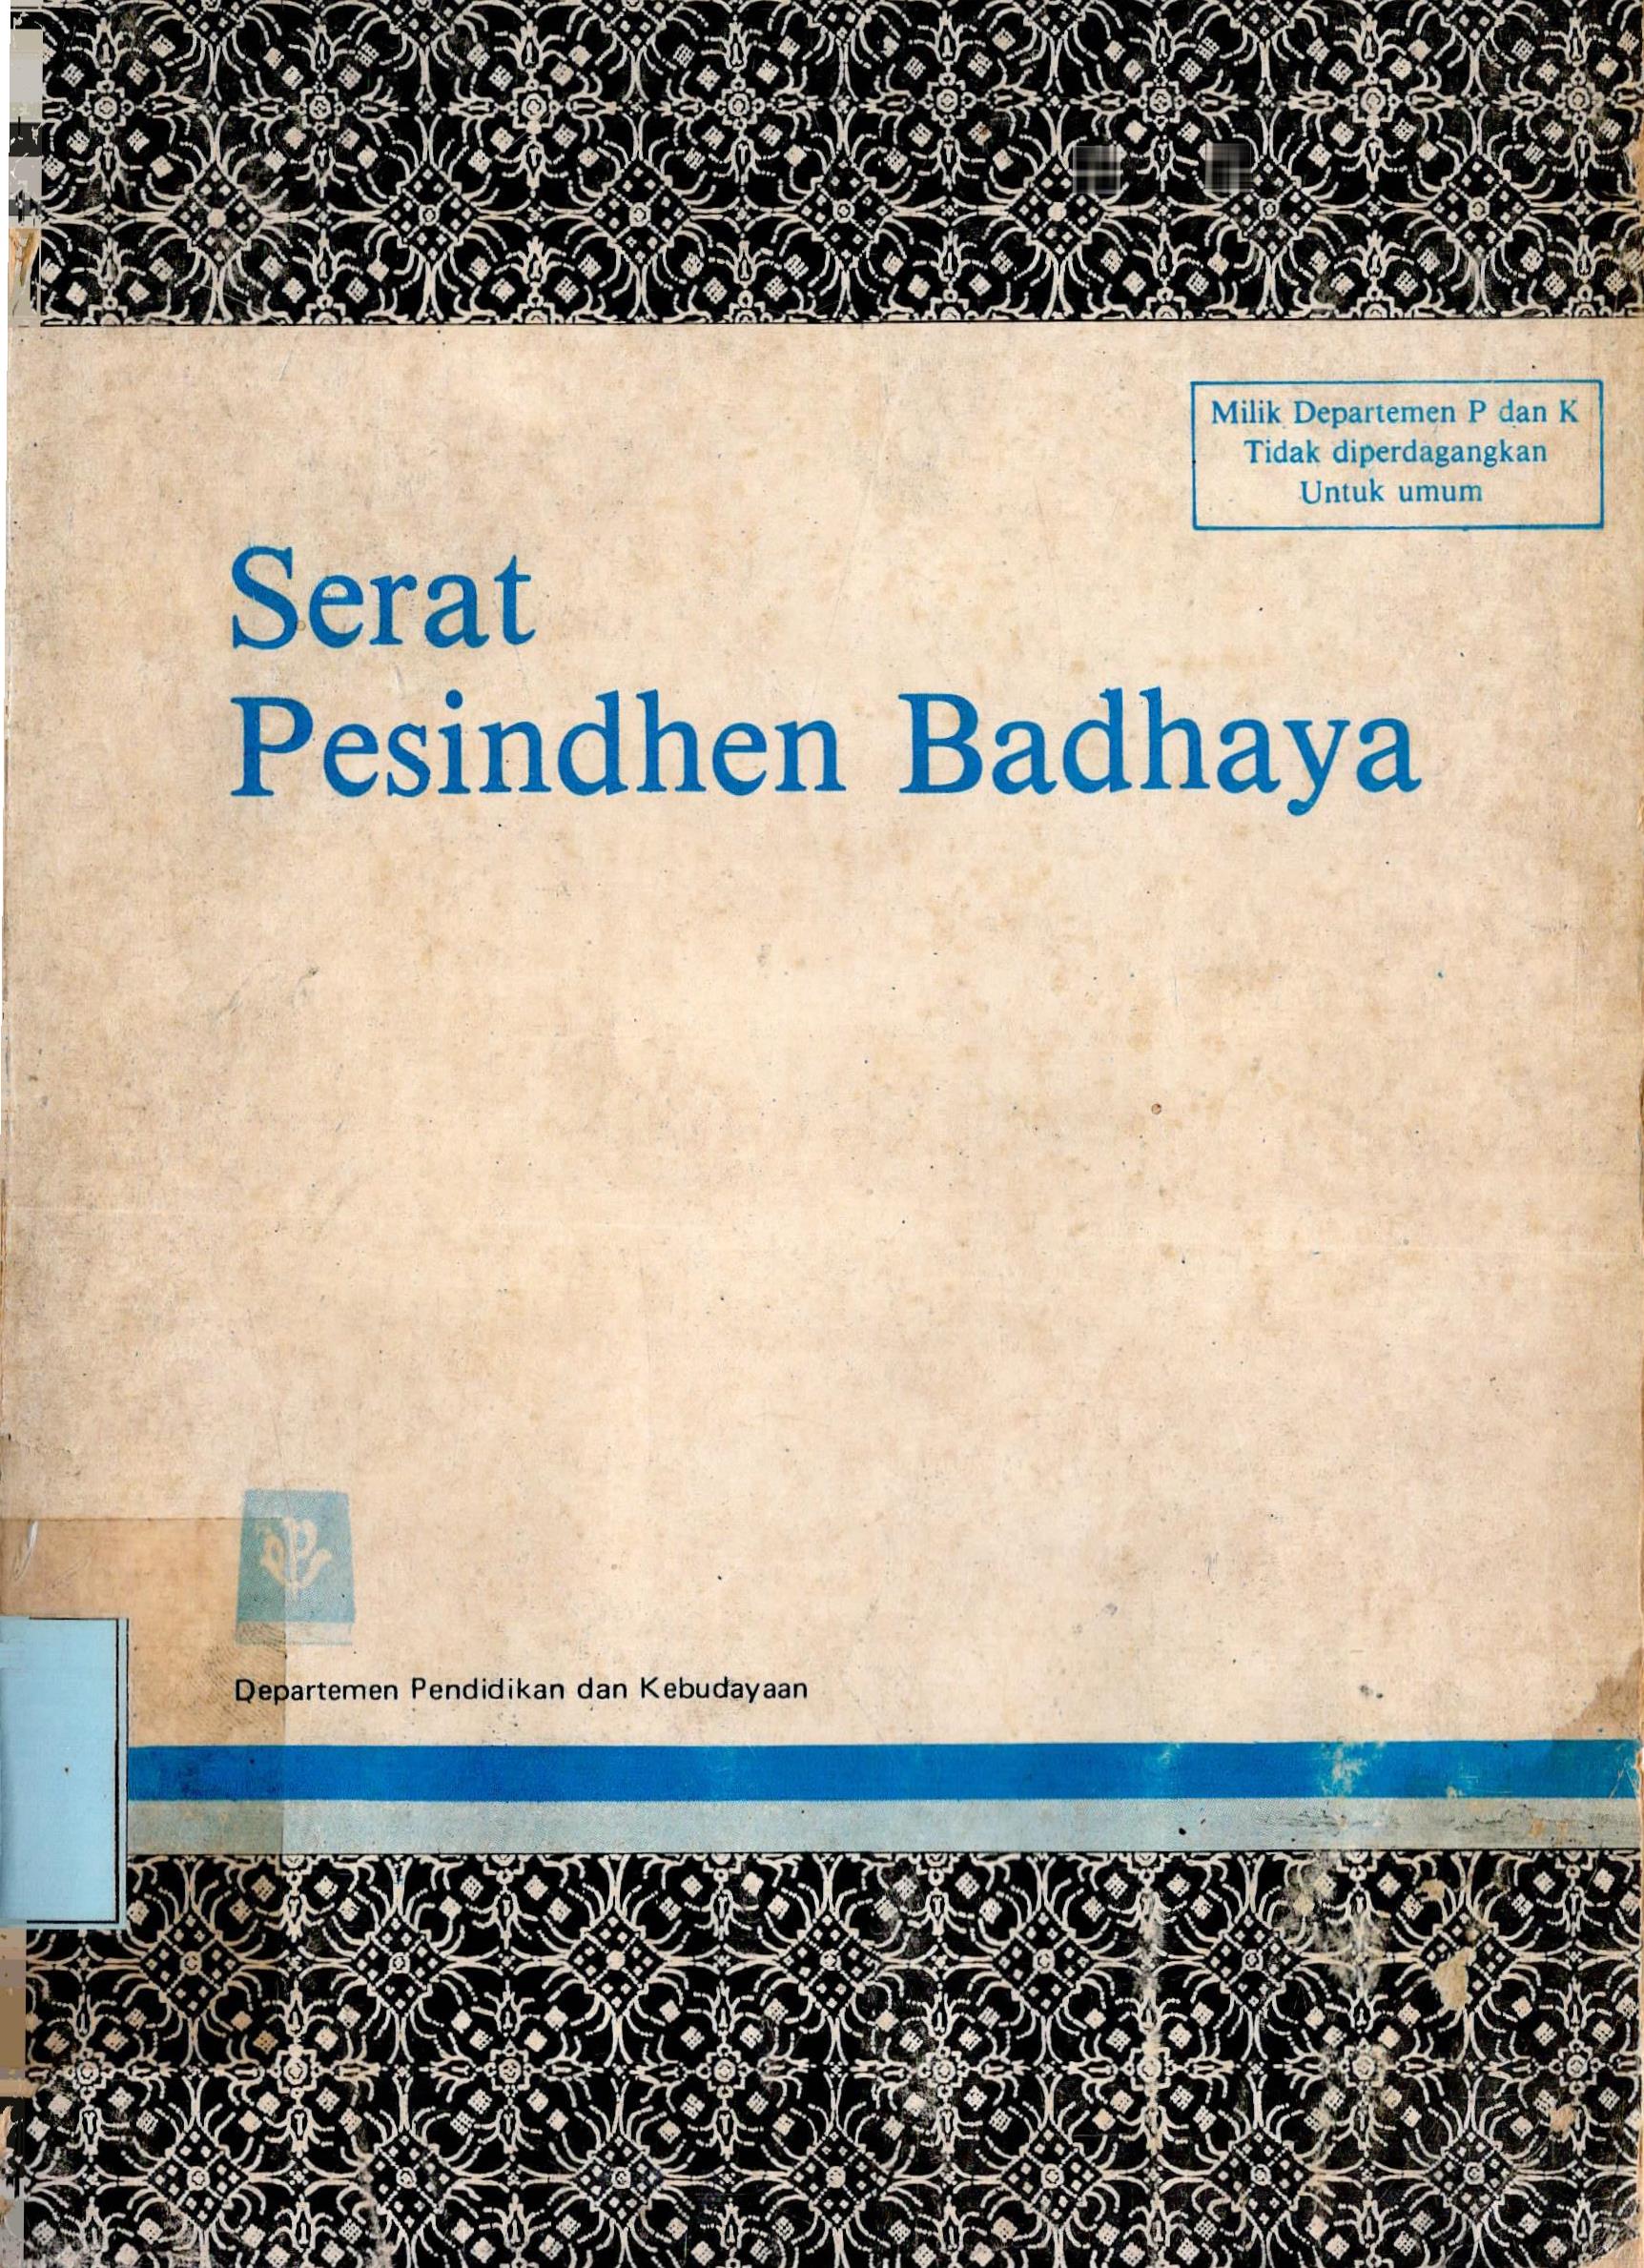 Milik Departemen P dan K
Tidak diperdagangkan
Untuk umum
Serat
Pesindhen Badhaya
Departemen Pendidikan dan Kebudayaan